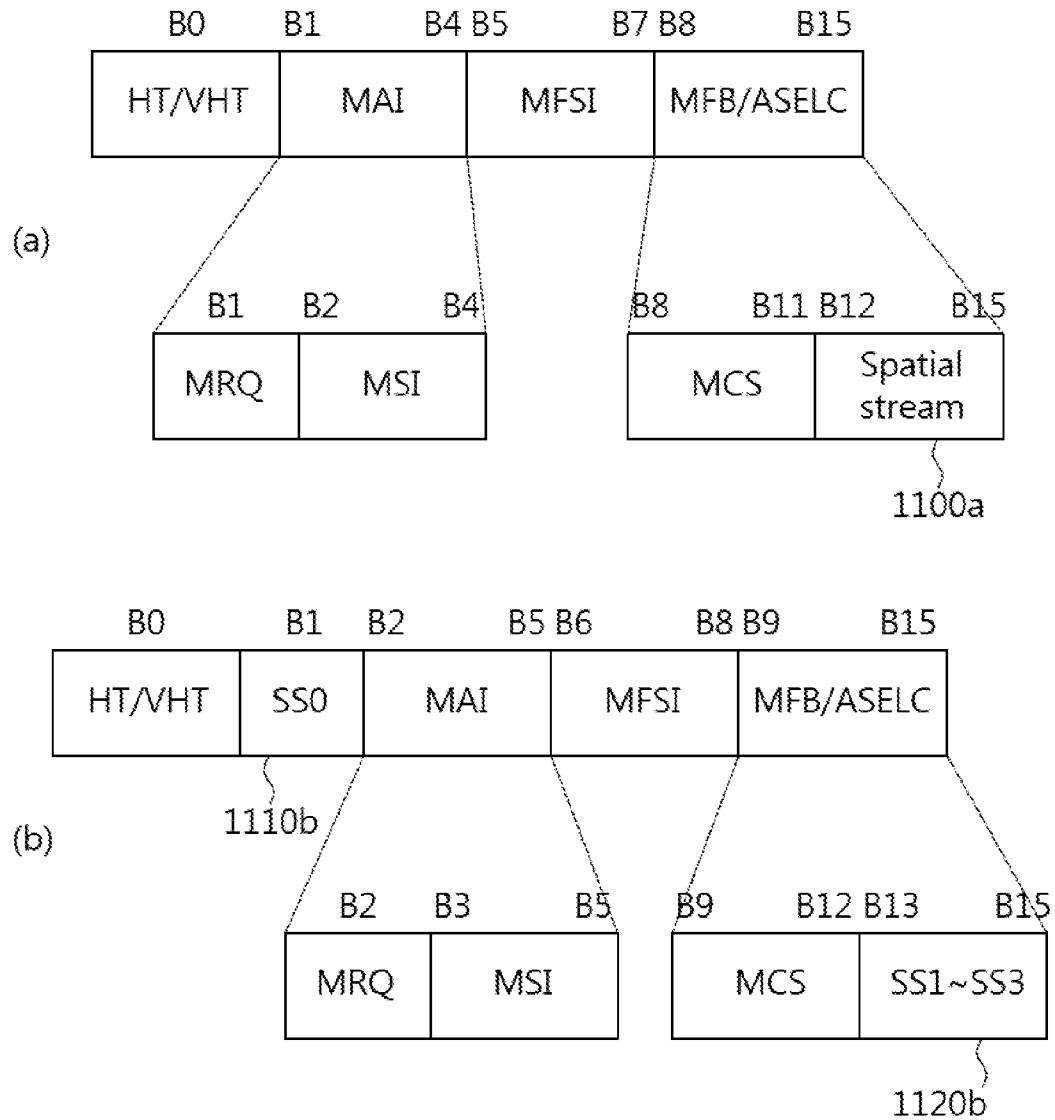 B0 B1 B4 B5 B7 B8 B15
HT/VHT MAI MFSI MFB/ASELC
(a)
B1 B2 B4 B8 B11 B12 B15
MRQ MSI MCS Spatial
stream
1100a
B0 B1 B2 B5 B6 B8 B9 B15
HT/VHT SS0 MAI MFSI MFB/ASELC
1110b
(b)
B2 B3 B5 B9 B12 B13 B15
MRQ MSI MCS SS1~SS3
1120b